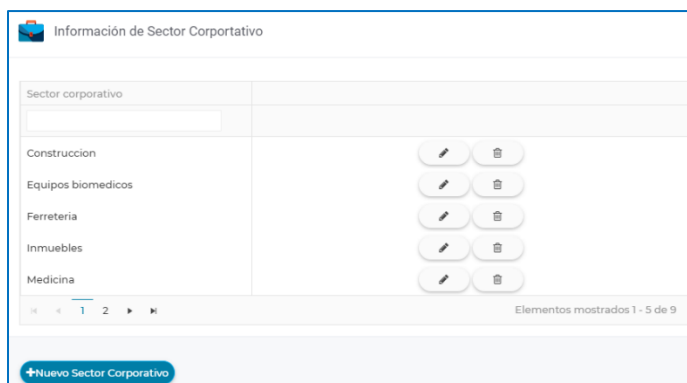 Información de Sector Corportativo
Sector corporativo
Construccion
Equipos biomedicos
Ferreteria
Inmuebles
Medicina
1 2 Elementos mostrados 1 - 5 de 9
+Nuevo Sector Corporativo